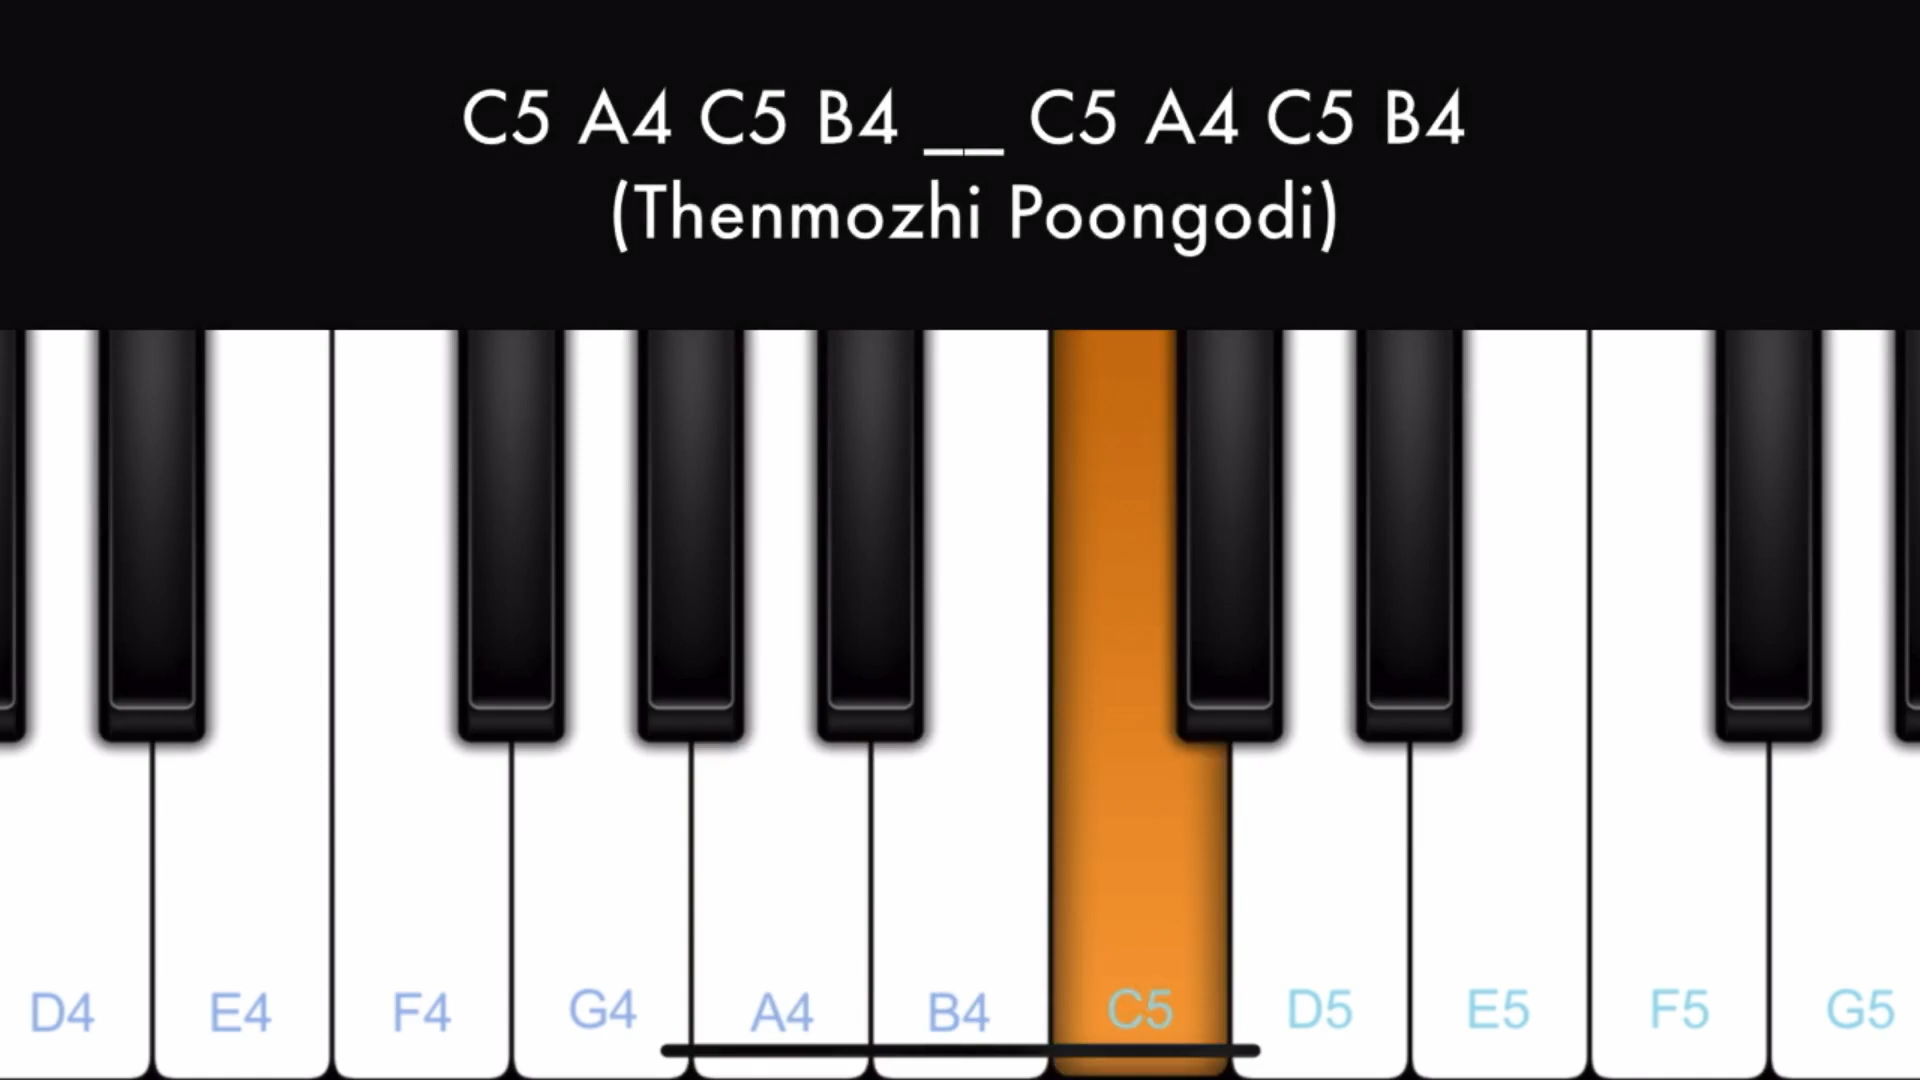 C5 A4 C5 B4 __ C5 A4 C5 B4
(Thenmozhi Poongodi)
D4 E4 F4 G4 A4 B4 C5 D5 E5 F5 G5